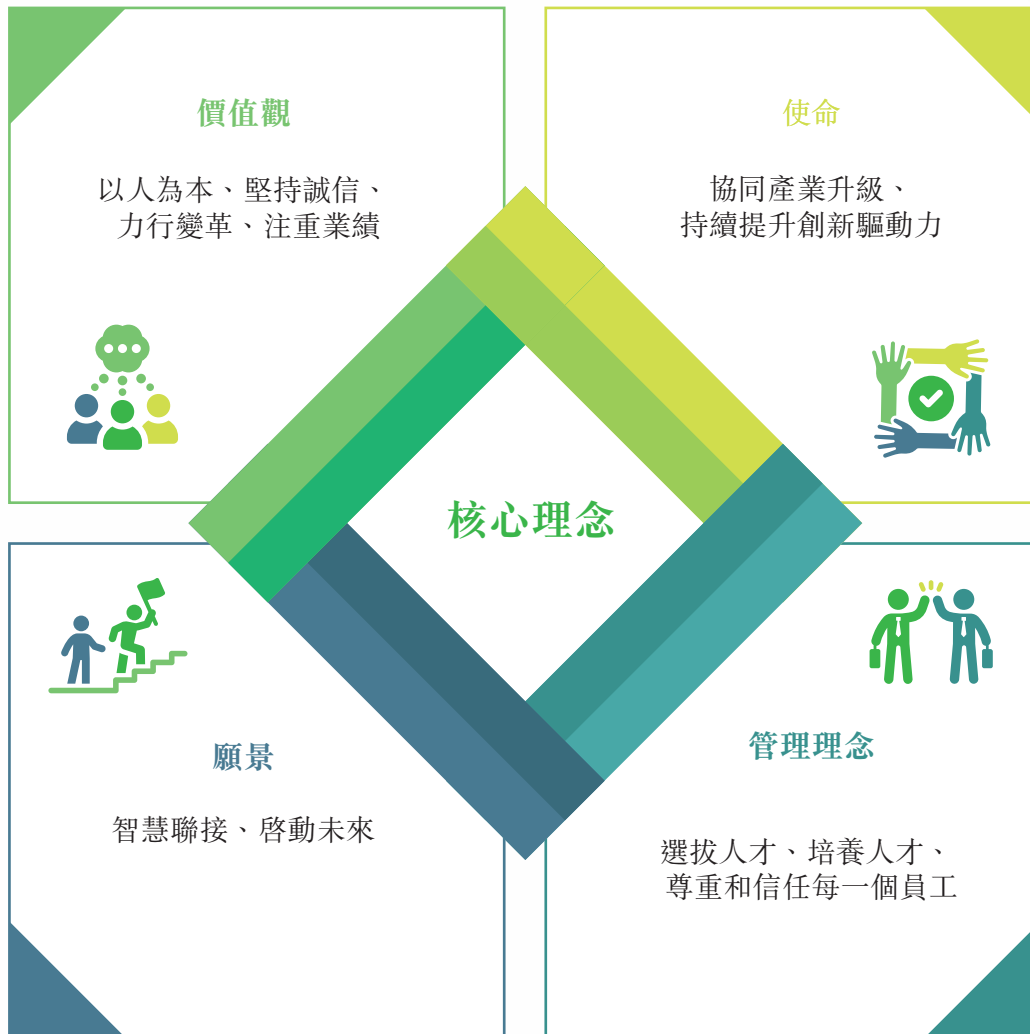 價值觀
以人為本、堅持誠信、
力行變革、注重業績
使命
協同產業升級、
持續提升創新驅動力
核心理念
願景
智慧聯接、啓動未來
管理理念
選拔人才、培養人才、
尊重和信任每一個員工